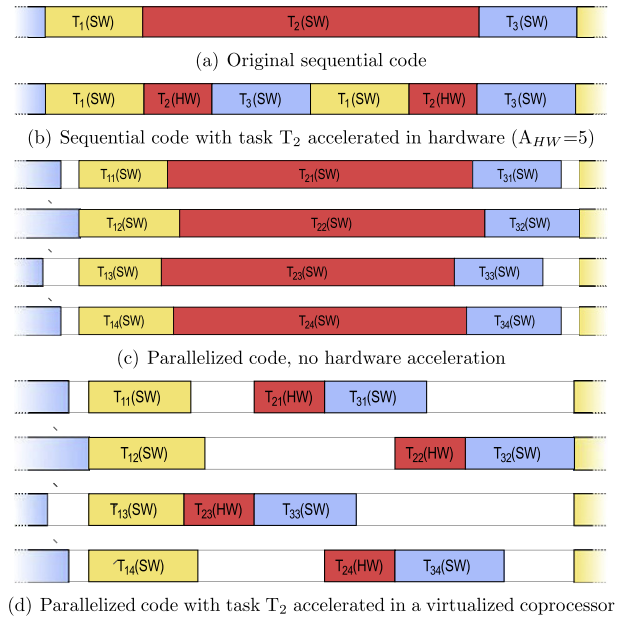 T₁(SW) T₂(SW) T₃(SW)
(a) Original sequential code
T₁(SW) T₂(HW) T₃(SW) T₁(SW) T₂(HW) T₃(SW)
(b) Sequential code with task T₂ accelerated in hardware (A_HW=5)
T₁₁(SW) T₂₁(SW) T₃₁(SW)
T₁₂(SW) T₂₂(SW) T₃₂(SW)
T₁₃(SW) T₂₃(SW) T₃₃(SW)
T₁₄(SW) T₂₄(SW) T₃₄(SW)
(c) Parallelized code, no hardware acceleration
T₁₁(SW) T₂₁(HW) T₃₁(SW)
T₁₂(SW) T₂₂(HW) T₃₂(SW)
T₁₃(SW) T₂₃(HW) T₃₃(SW)
T₁₄(SW) T₂₄(HW) T₃₄(SW)
(d) Parallelized code with task T₂ accelerated in a virtualized coprocessor